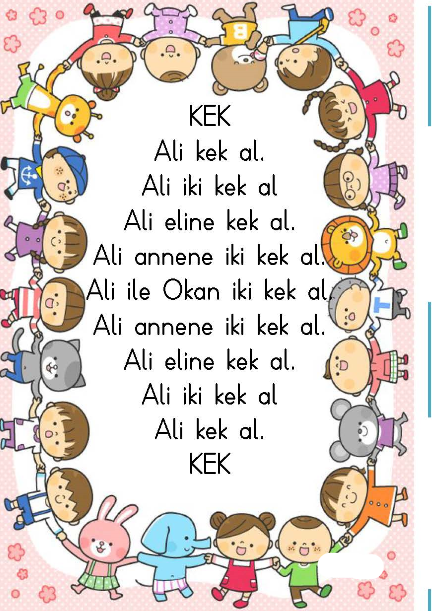 KEK
Ali kek al.
Ali iki kek al
Ali eline kek al.
Ali annene iki kek al.
Ali ile Okan iki kek al.
Ali annene iki kek al.
Ali eline kek al.
Ali iki kek al
Ali kek al.
KEK
B
T